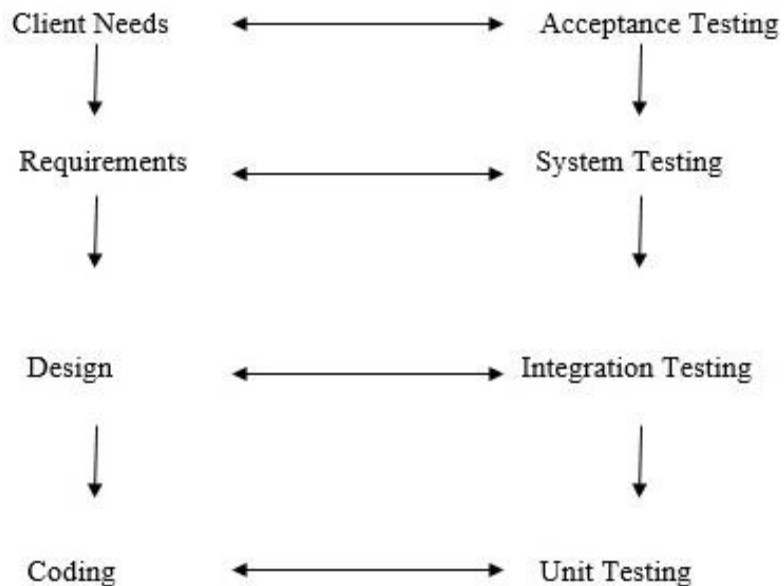 Client Needs
Acceptance Testing
Requirements
System Testing
Design
Integration Testing
Coding
Unit Testing